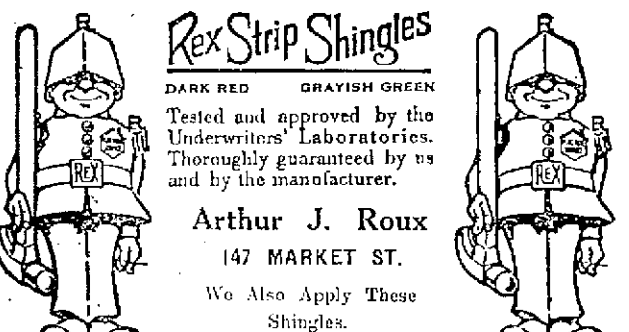 Rex Strip Shingles
DARK RED GRAYISH GREEN
Tested and approved by the
Underwriters' Laboratories.
Thoroughly guaranteed by us
and by the manufacturer.
Arthur J. Roux
147 MARKET ST.
We Also Apply These
Shingles.
REX
REX